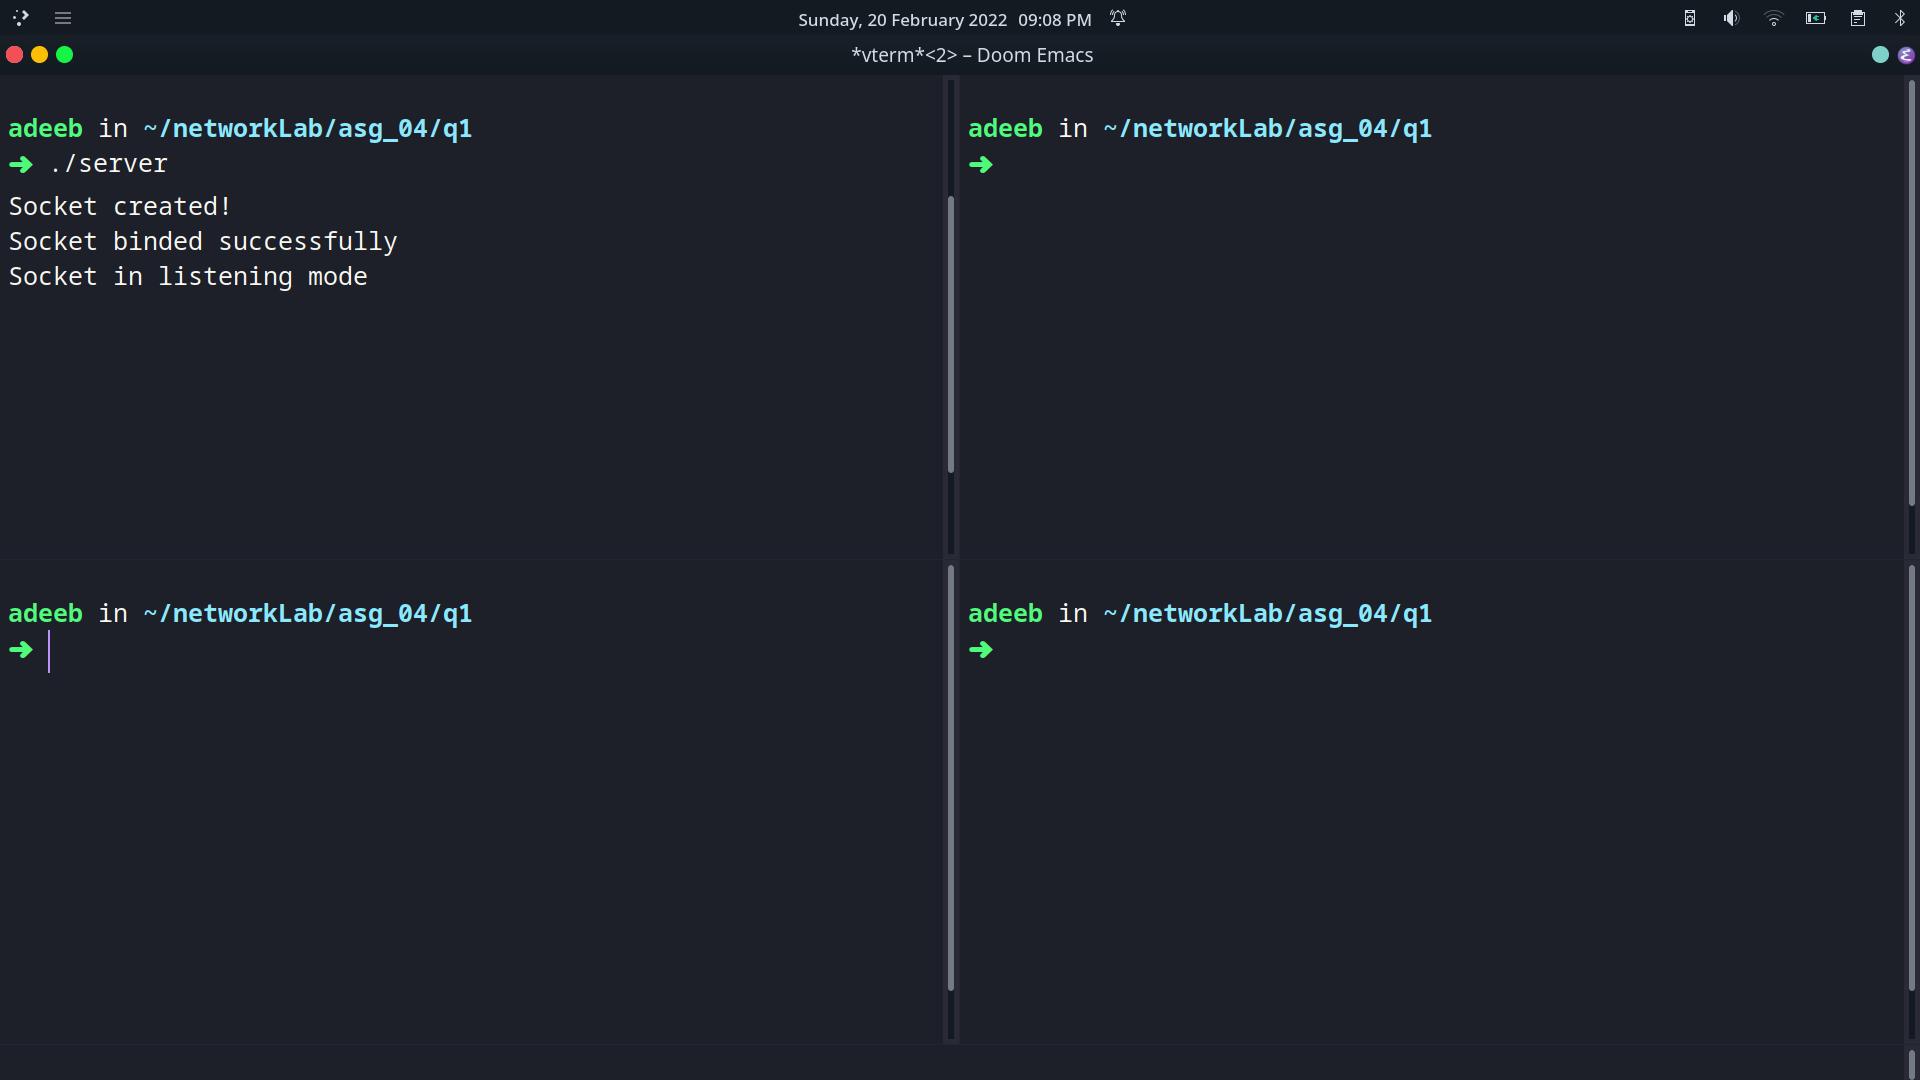 Sunday, 20 February 2022 09:08 PM
*vterm*<2> – Doom Emacs
adeeb in ~/networkLab/asg_04/q1
➜ ./server
Socket created!
Socket binded successfully
Socket in listening mode
adeeb in ~/networkLab/asg_04/q1
➜
adeeb in ~/networkLab/asg_04/q1
➜
adeeb in ~/networkLab/asg_04/q1
➜